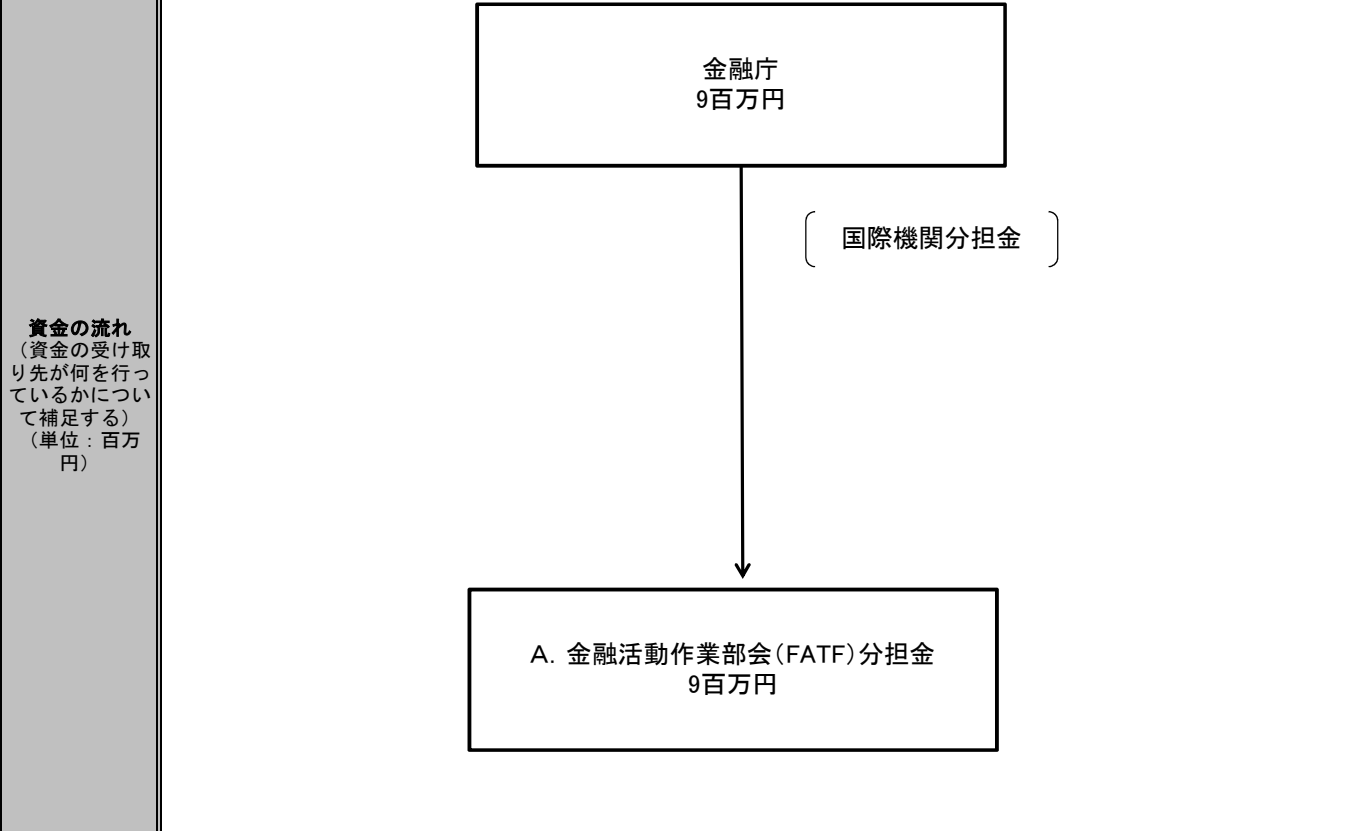 資金の流れ
（資金の受け取
り先が何を行っ
ているかについ
て補足する）
（単位：百万
円）
金融庁
9百万円
国際機関分担金
A．金融活動作業部会（FATF）分担金
9百万円